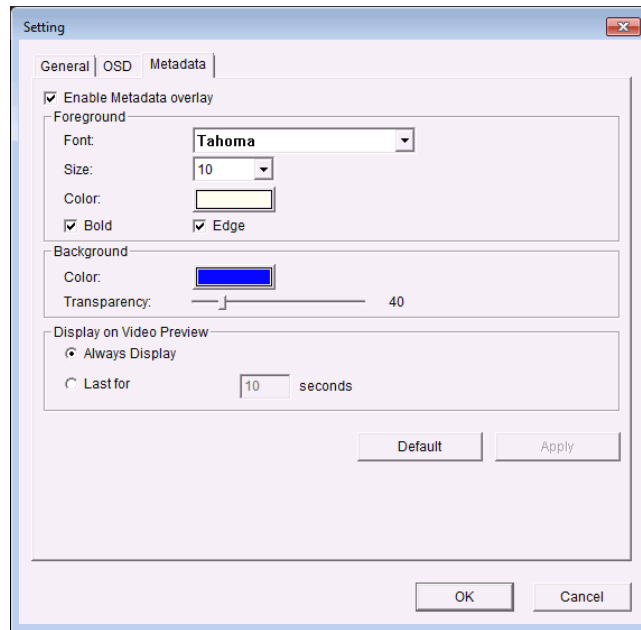 Setting
General OSD Metadata
Enable Metadata overlay
Foreground
Font: Tahoma
Size: 10
Color:
Bold Edge
Background
Color:
Transparency: 40
Display on Video Preview
Always Display
Last for 10 seconds
Default Apply
OK Cancel